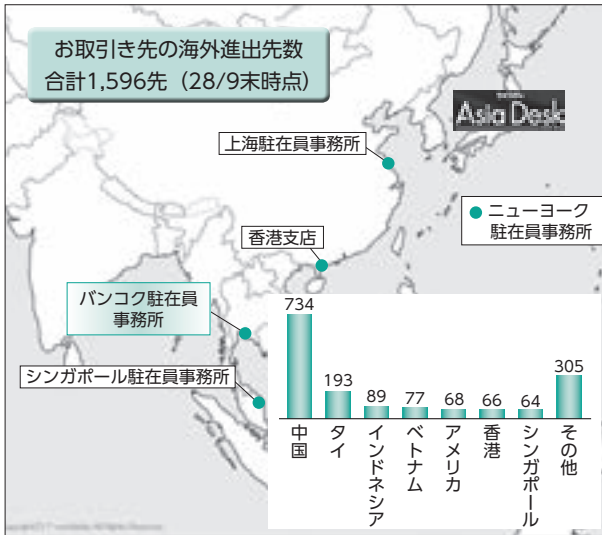 お取引き先の海外進出先数
合計1,596先（28/9末時点）
Asia Desk
上海駐在員事務所
ニューヨーク
駐在員事務所
香港支店
バンコク駐在員
事務所
シンガポール駐在員事務所
734
193
89
77
68
66
64
305
中国
タイ
インドネシア
ベトナム
アメリカ
香港
シンガポール
その他